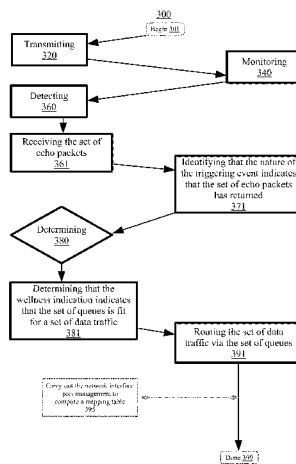 300
Begin 301
Transmitting
320
Monitoring
340
Detecting
360
Receiving the set of
echo packets
361
Identifying that the nature of
the triggering event indicates
that the set of echo packets
has returned
371
Determining
380
Determining that the
wellness indication indicates
that the set of queues is fit
for a set of data traffic
381
Routing the set of data
traffic via the set of queues
391
Carry out the network interface
port management to
compute a mapping table
395
Done 399